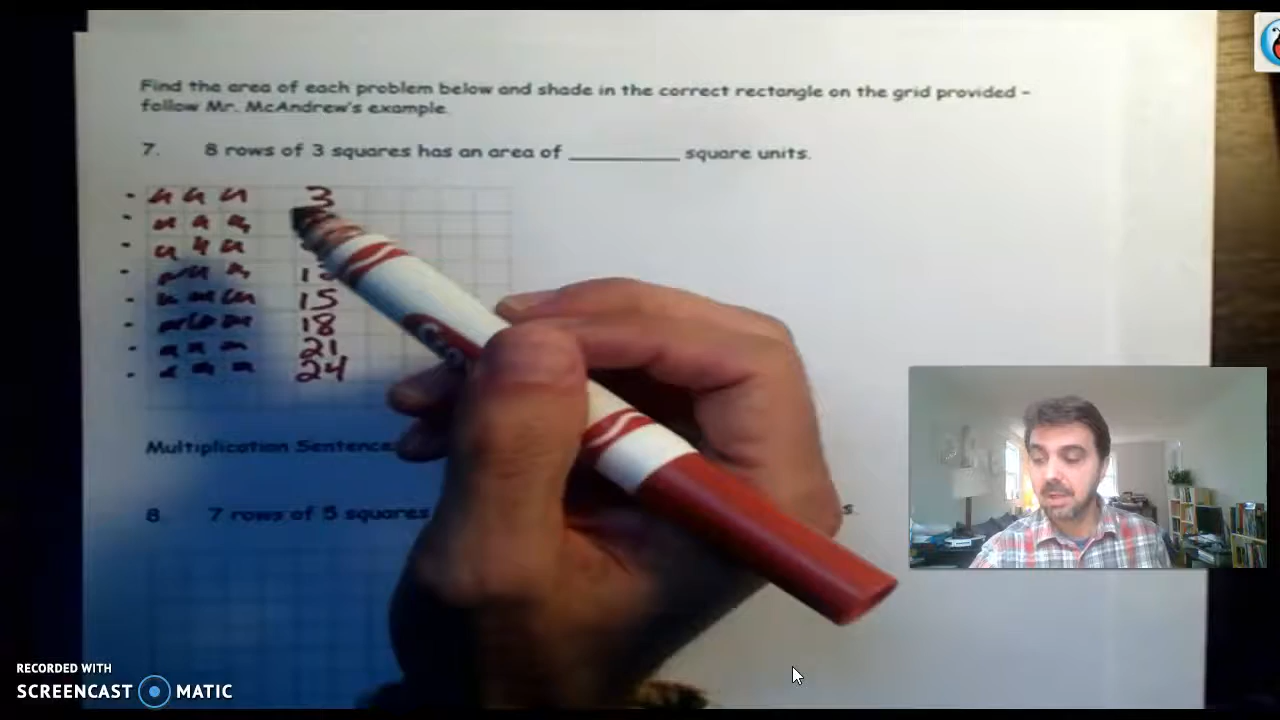 Find the area of each problem below and shade in the correct rectangle on the grid provided –
follow Mr. McAndrew's example.
7. 8 rows of 3 squares has an area of ________ square units.
3
15
18
21
24
Multiplication Sentence
8. 7 rows of 5 squares s.
RECORDED WITH
SCREENCAST MATIC